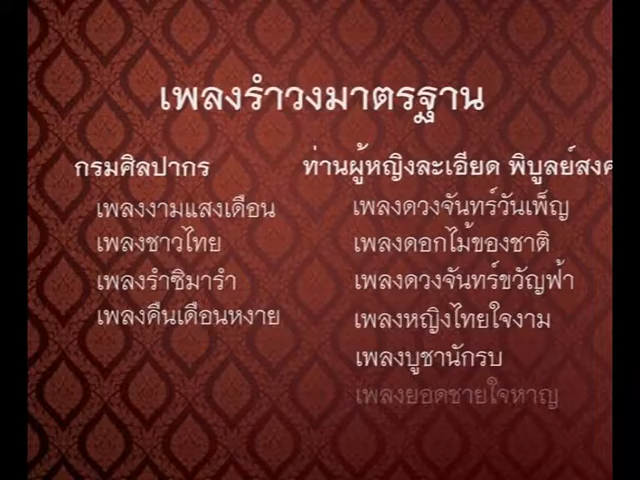 เพลงรำวงมาตรฐาน
กรมศิลปากร
เพลงงามแสงเดือน
เพลงชาวไทย
เพลงรำซิมารำ
เพลงคืนเดือนหงาย
ท่านผู้หญิงละเอียด พิบูลย์สงค
เพลงดวงจันทร์วันเพ็ญ
เพลงดอกไม้ของชาติ
เพลงดวงจันทร์ขวัญฟ้า
เพลงหญิงไทยใจงาม
เพลงบูชานักรบ
เพลงยอดชายใจหาญ